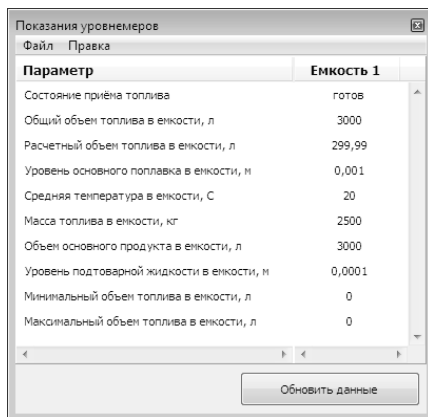 Показания уровнемеров
Файл Правка
Параметр Емкость 1
Состояние приёма топлива готов
Общий объем топлива в емкости, л 3000
Расчетный объем топлива в емкости, л 299,99
Уровень основного поплавка в емкости, м 0,001
Средняя температура в емкости, С 20
Масса топлива в емкости, кг 2500
Объем основного продукта в емкости, л 3000
Уровень подтоварной жидкости в емкости, м 0,0001
Минимальный объем топлива в емкости, л 0
Максимальный объем топлива в емкости, л 0
Обновить данные